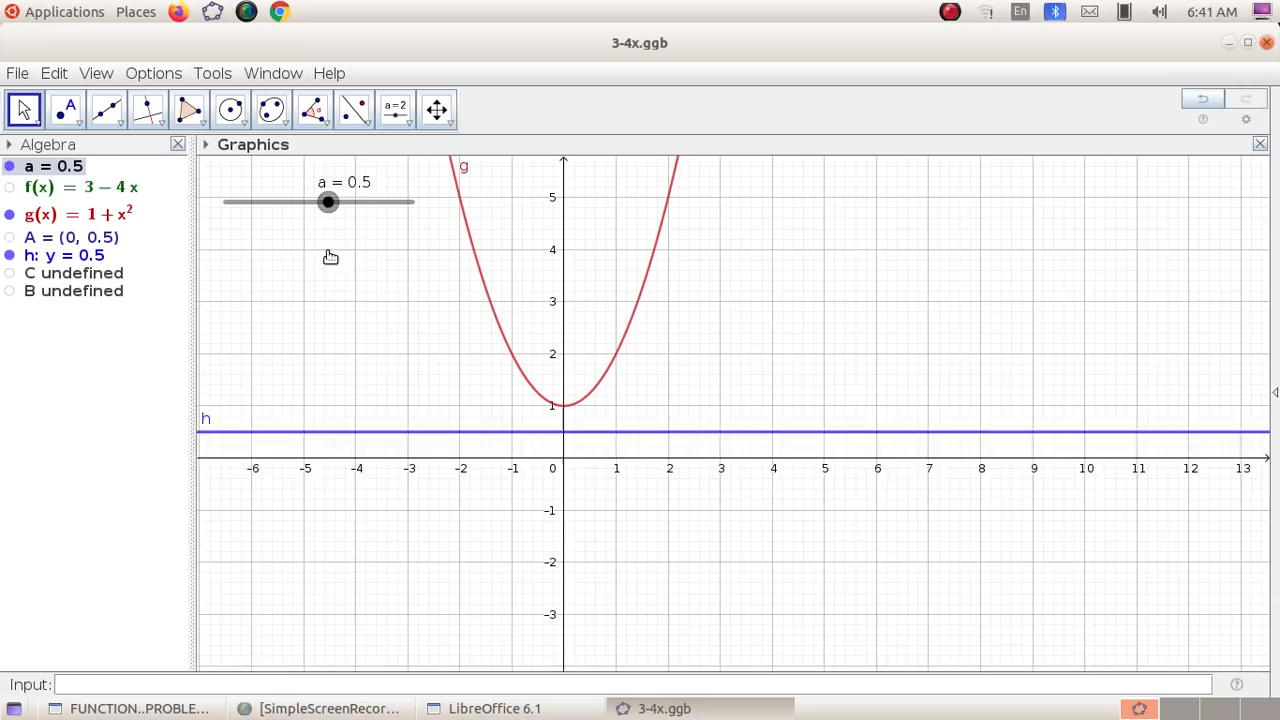 Applications Places En 6:41 AM
3-4x.ggb
File Edit View Options Tools Window Help
A α a=2
Algebra Graphics
a = 0.5
f(x) = 3 − 4 x
g(x) = 1 + x²
A = (0, 0.5)
h: y = 0.5
C undefined
B undefined
g
a = 0.5
5
4
3
2
1
h
-6 -5 -4 -3 -2 -1 0 1 2 3 4 5 6 7 8 9 10 11 12 13
-1
-2
-3
Input:
FUNCTION..PROBLE... [SimpleScreenRecor... LibreOffice 6.1 3-4x.ggb